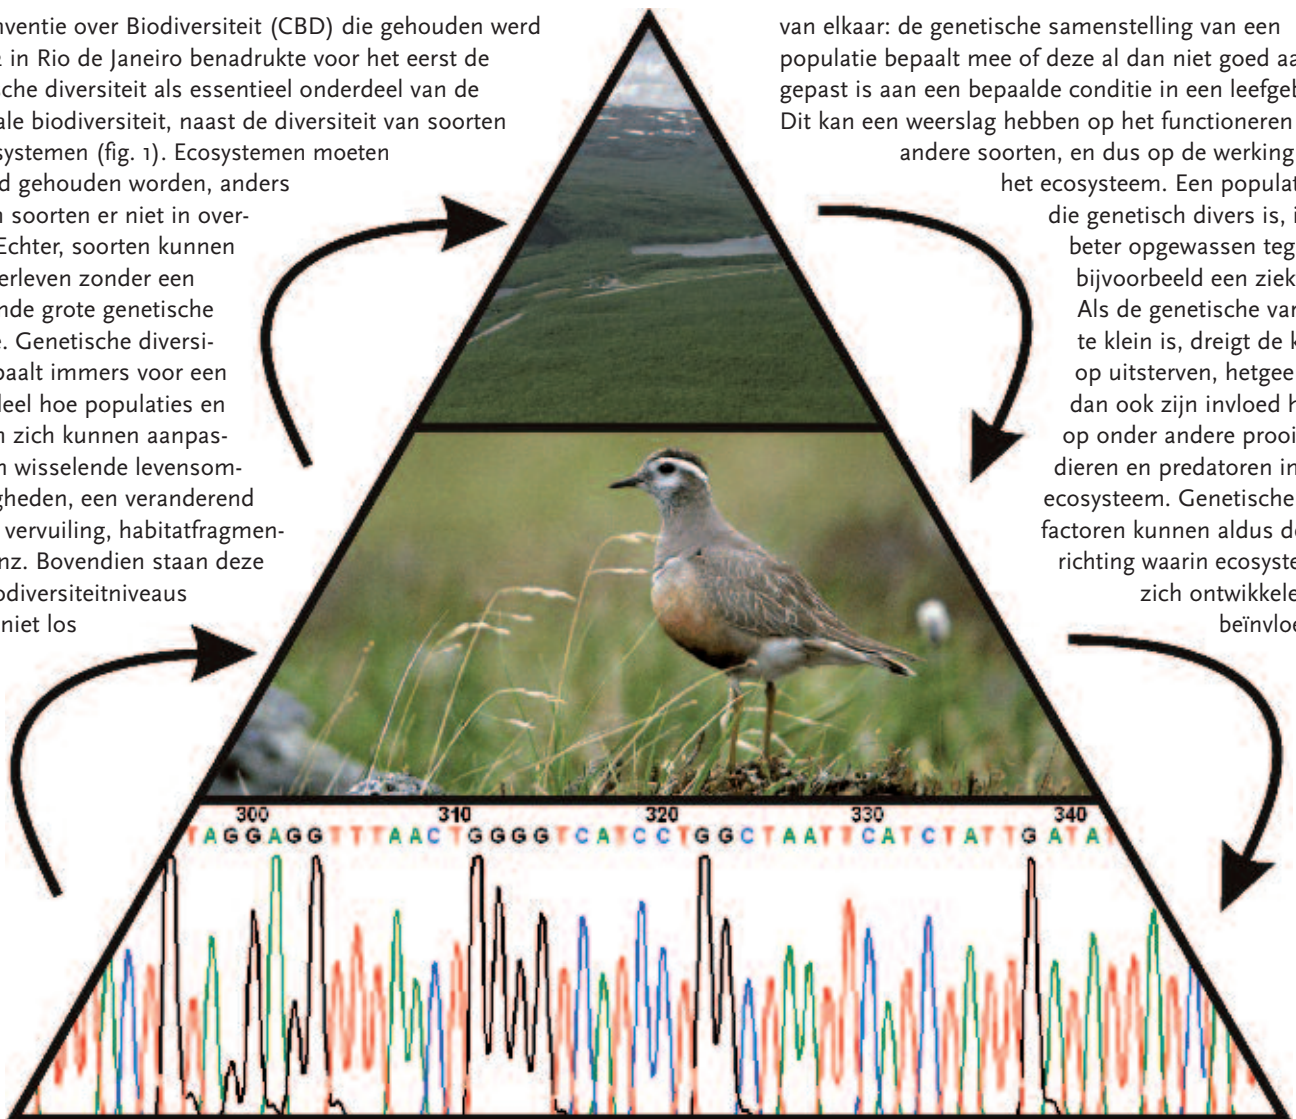 nventie over Biodiversiteit (CBD) die gehouden werd
2 in Rio de Janeiro benadrukte voor het eerst de
sche diversiteit als essentieel onderdeel van de
ale biodiversiteit, naast de diversiteit van soorten
systemen (fig. 1). Ecosystemen moeten
d gehouden worden, anders
n soorten er niet in over-
Echter, soorten kunnen
erleven zonder een
nde grote genetische
e. Genetische diversi-
paalt immers voor een
deel hoe populaties en
n zich kunnen aanpas-
n wisselende levensom-
gheden, een veranderend
vervuiling, habitatfragmen-
nz. Bovendien staan deze
odiversiteitniveaus
niet los
van elkaar: de genetische samenstelling van een
populatie bepaalt mee of deze al dan niet goed aa
gepast is aan een bepaalde conditie in een leefgeb
Dit kan een weerslag hebben op het functioneren
andere soorten, en dus op de werking
het ecosysteem. Een populat
die genetisch divers is, i
beter opgewassen teg
bijvoorbeeld een ziek
Als de genetische var
te klein is, dreigt de k
op uitsterven, hetgee
dan ook zijn invloed h
op onder andere prooi
dieren en predatoren in
ecosysteem. Genetische
factoren kunnen aldus de
richting waarin ecosyste
zich ontwikkele
beïnvloe
300 310 320 330 340
T A G G A G G T T T A A C T G G G G T C A T C C T G G C T A A T T C A T C T A T T G A T A T